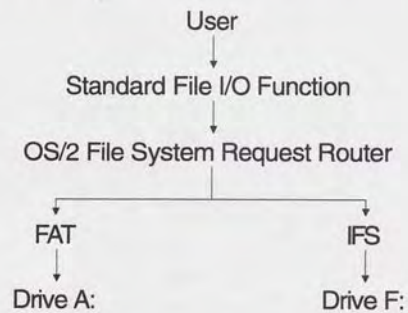 User
Standard File I/O Function
OS/2 File System Request Router
FAT IFS
Drive A: Drive F: